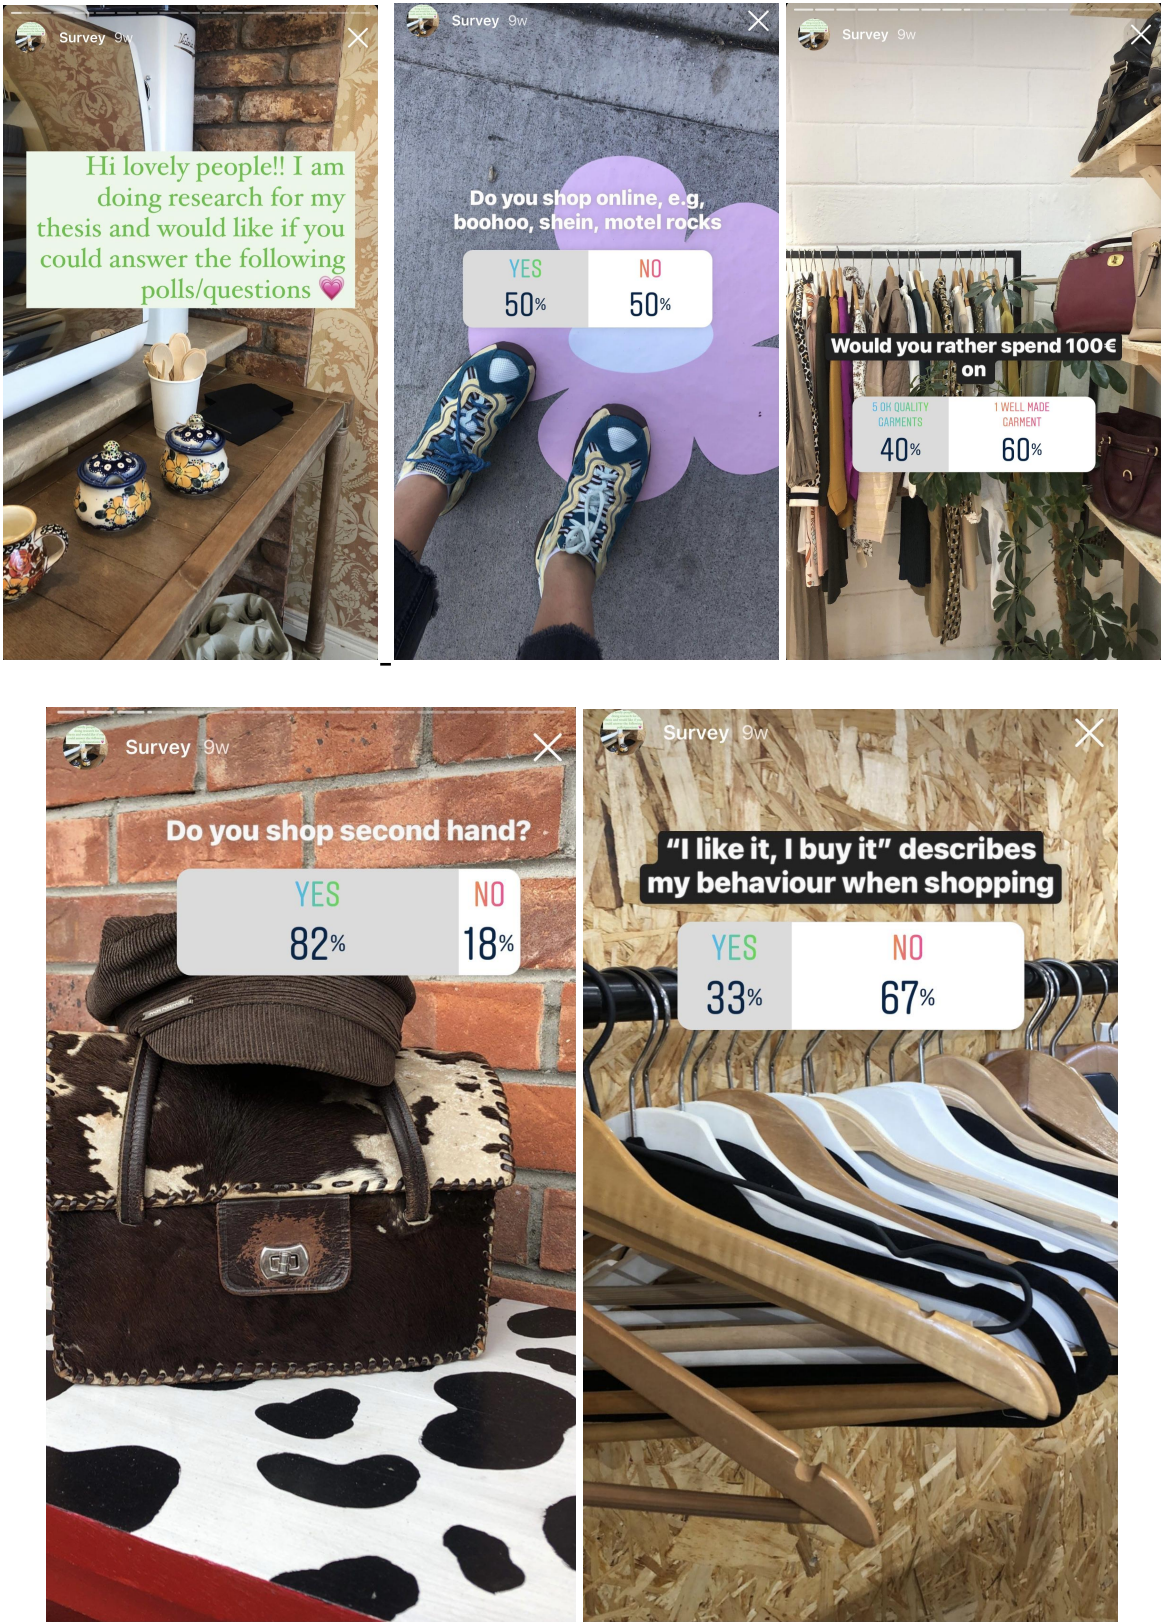 Survey 9w
Hi lovely people!! I am
doing research for my
thesis and would like if you
could answer the following
polls/questions 💗
Survey 9w
Do you shop online, e.g,
boohoo, shein, motel rocks
YES NO
50% 50%
Survey 9w
Would you rather spend 100€
on
5 OK QUALITY 1 WELL MADE
GARMENTS GARMENT
40% 60%
Survey 9w
Do you shop second hand?
YES NO
82% 18%
Survey 9w
“I like it, I buy it” describes
my behaviour when shopping
YES NO
33% 67%